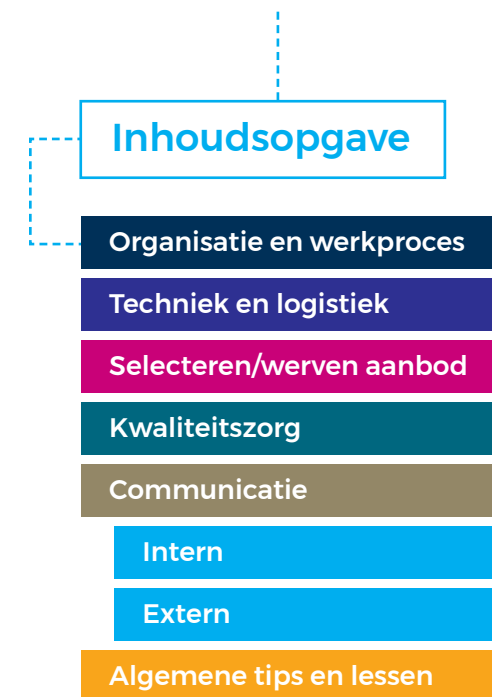 Inhoudsopgave
Organisatie en werkproces
Techniek en logistiek
Selecteren/werven aanbod
Kwaliteitszorg
Communicatie
Intern
Extern
Algemene tips en lessen